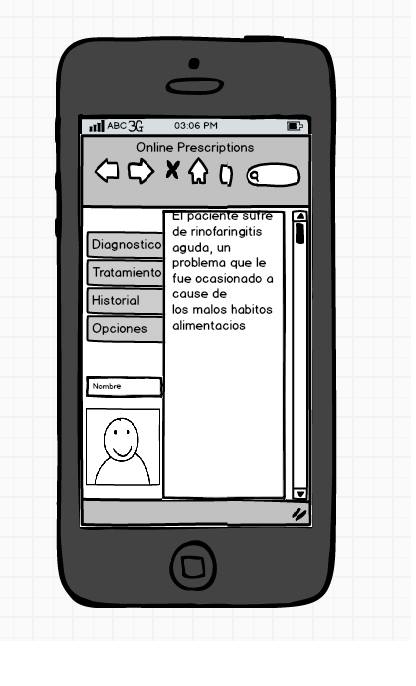 ABC 3G 03:06 PM
Online Prescriptions
Diagnostico
Tratamiento
Historial
Opciones
Nombre
El paciente sufre
de rinofaringitis
aguda, un
problema que le
fue ocasionado a
cause de
los malos habitos
alimentacios